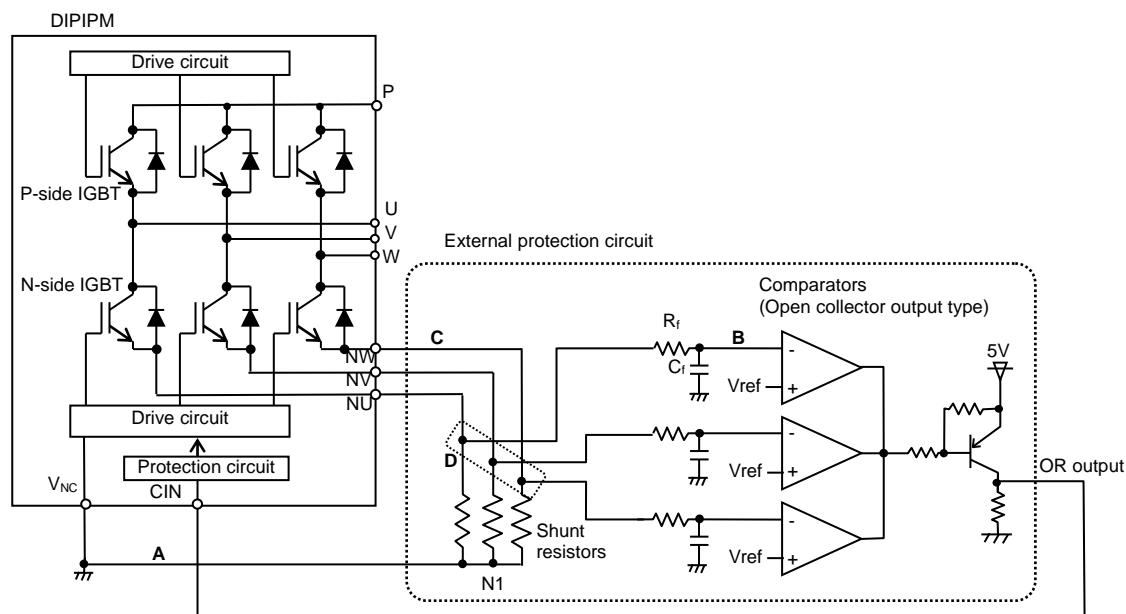 DIPIPM
Drive circuit
P
P-side IGBT
U
V
W
External protection circuit
N-side IGBT
Comparators
(Open collector output type)
Rf
C
B
-
5V
NW
Cf
Vref
+
NV
NU
Drive circuit
-
D
Protection circuit
Vref
+
OR output
VNC
CIN
-
Shunt
resistors
A
Vref
+
N1